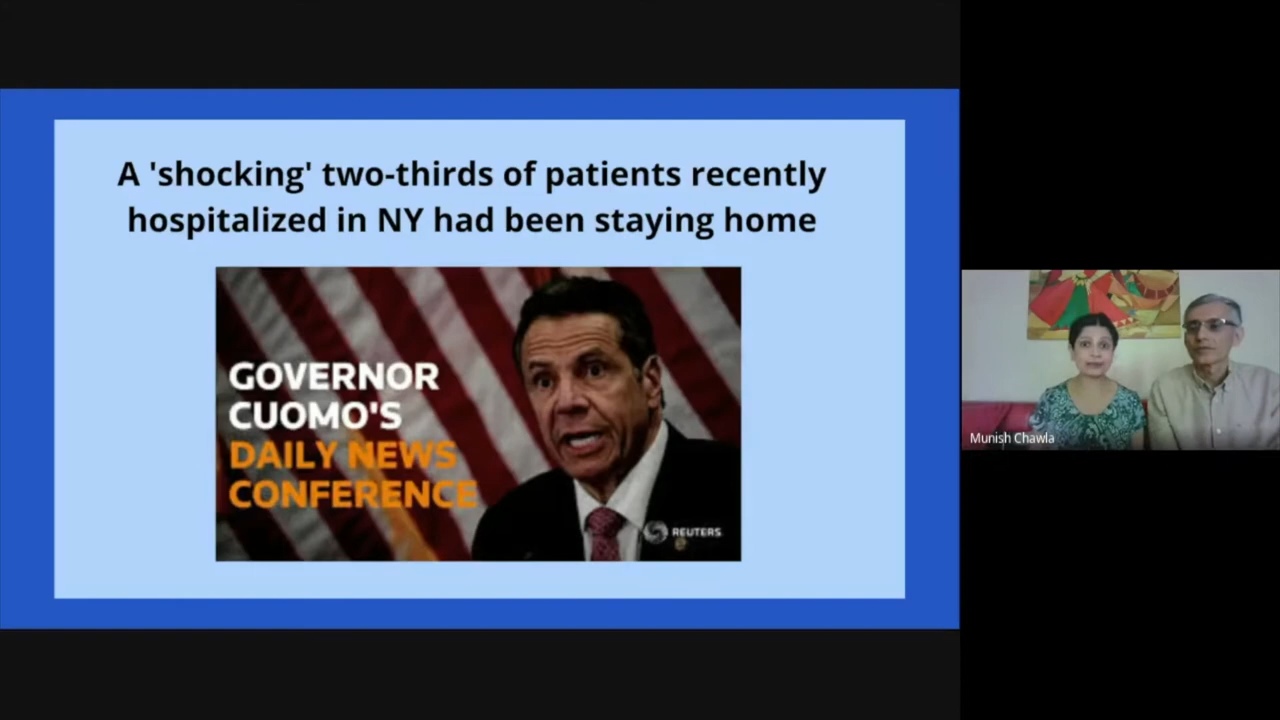 A 'shocking' two-thirds of patients recently
hospitalized in NY had been staying home
GOVERNOR
CUOMO'S
DAILY NEWS
CONFERENCE
REUTERS
Munish Chawla